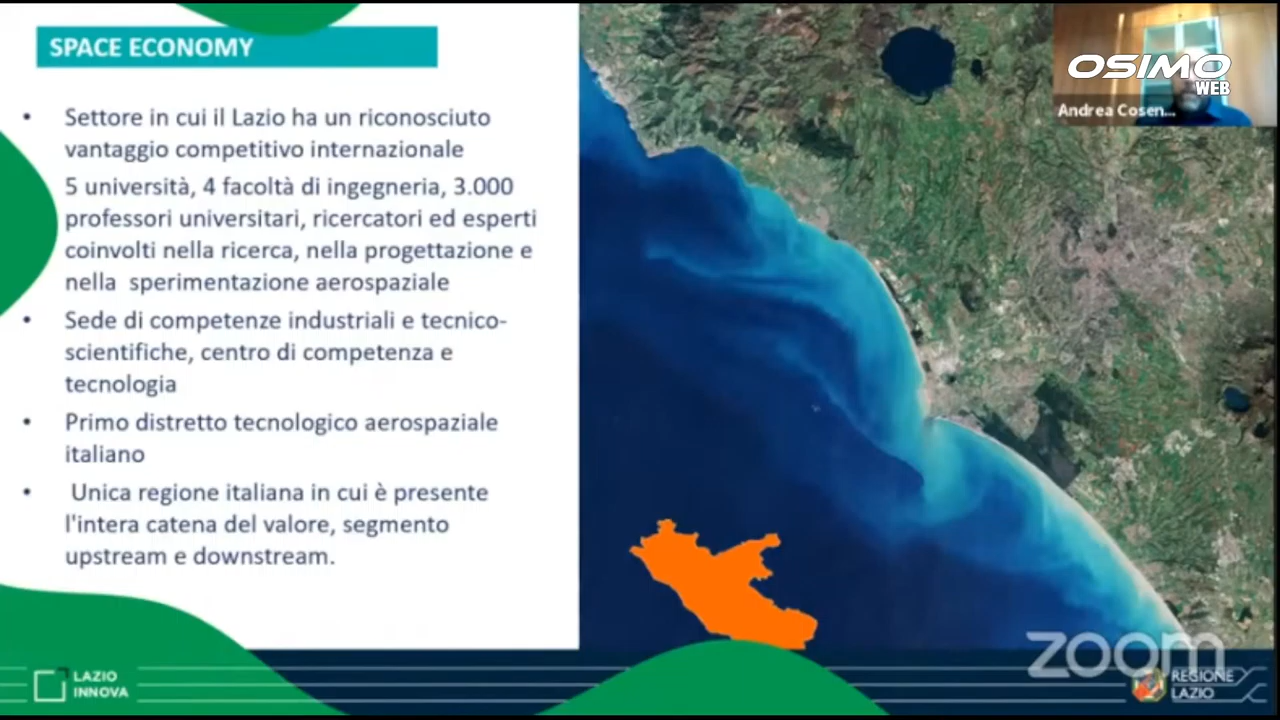 SPACE ECONOMY
• Settore in cui il Lazio ha un riconosciuto
vantaggio competitivo internazionale
5 università, 4 facoltà di ingegneria, 3.000
professori universitari, ricercatori ed esperti
coinvolti nella ricerca, nella progettazione e
nella sperimentazione aerospaziale
• Sede di competenze industriali e tecnico-
scientifiche, centro di competenza e
tecnologia
• Primo distretto tecnologico aerospaziale
italiano
• Unica regione italiana in cui è presente
l'intera catena del valore, segmento
upstream e downstream.
OSIMO
WEB
Andrea Cosen...
zoom
LAZIO
INNOVA
REGIONE
LAZIO